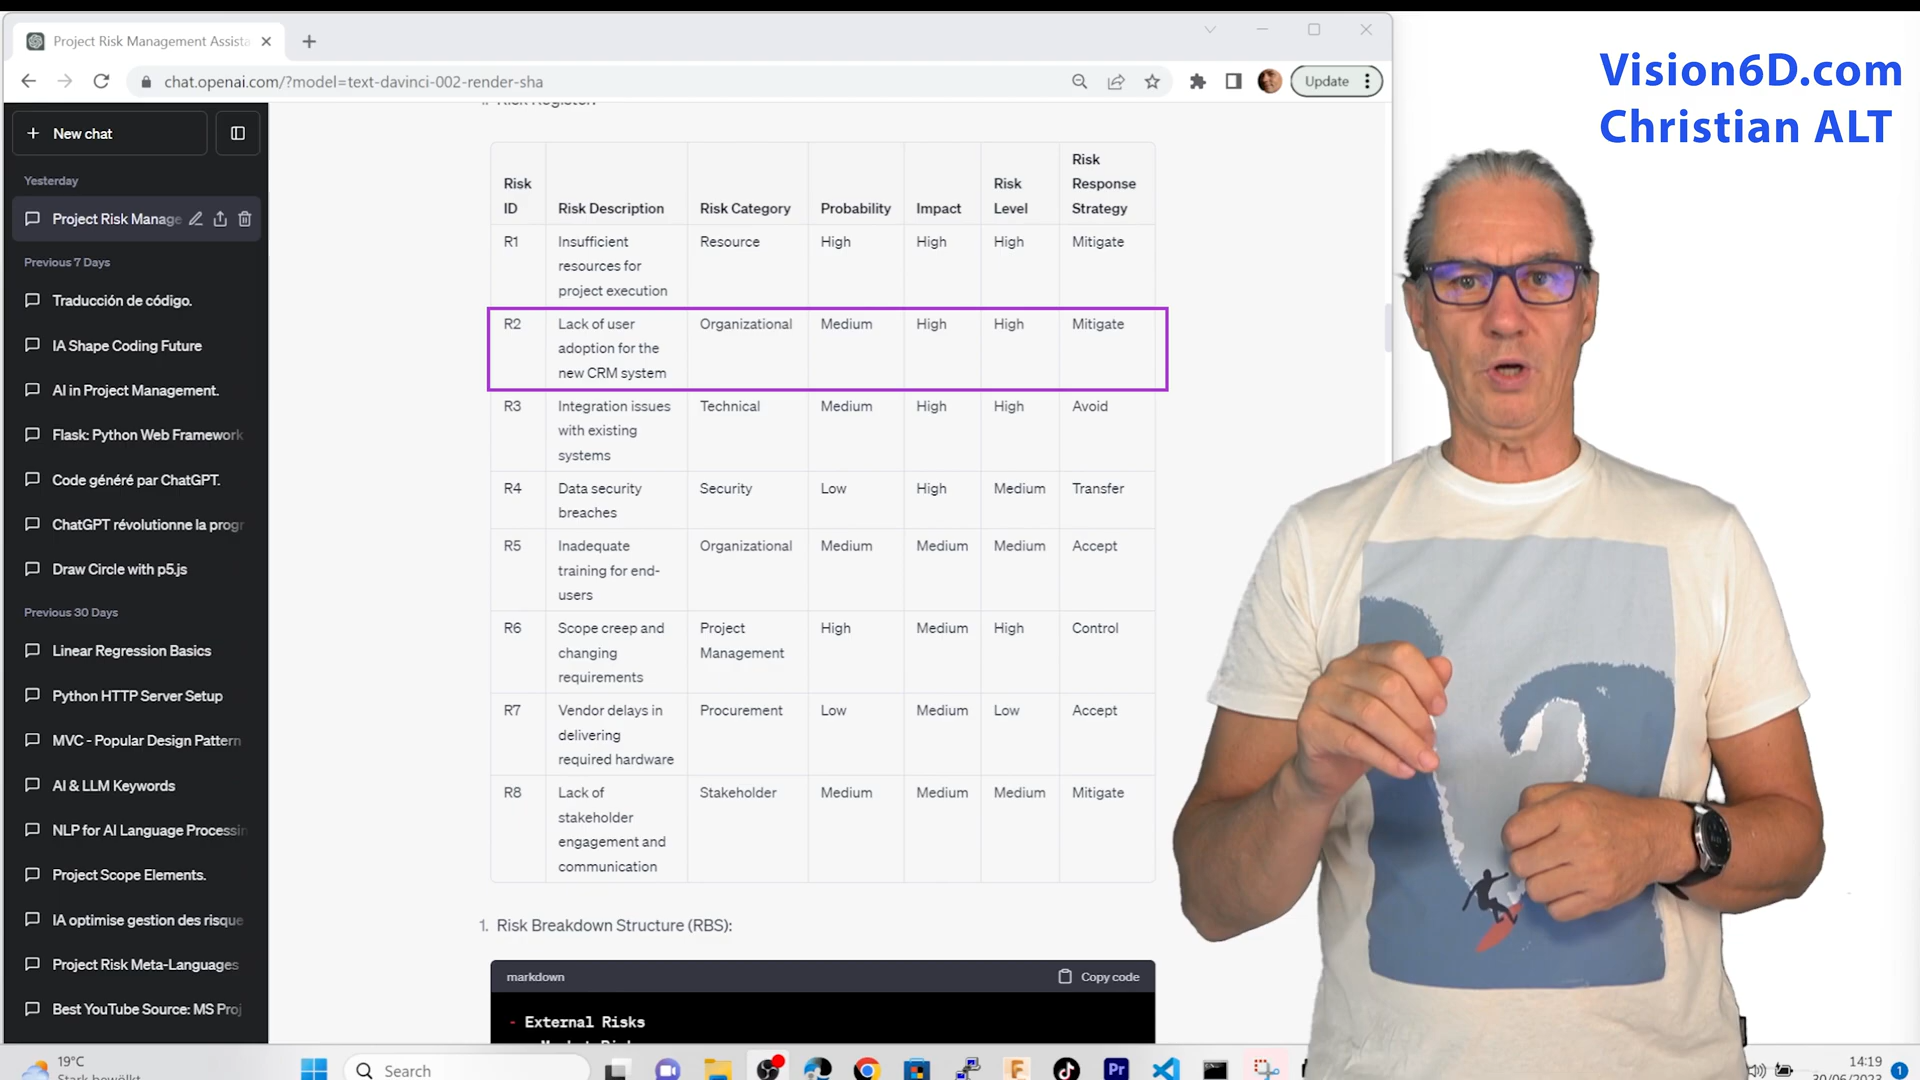 Project Risk Management Assista
chat.openai.com/?model=text-davinci-002-render-sha
Update
Vision6D.com
Christian ALT
New chat
Yesterday
Project Risk Manage
Previous 7 Days
Traducción de código.
IA Shape Coding Future
AI in Project Management.
Flask: Python Web Framework
Code généré par ChatGPT.
ChatGPT révolutionne la progr
Draw Circle with p5.js
Previous 30 Days
Linear Regression Basics
Python HTTP Server Setup
MVC - Popular Design Pattern
AI & LLM Keywords
NLP for AI Language Processin
Project Scope Elements.
IA optimise gestion des risque
Project Risk Meta-Languages
Best YouTube Source: MS Proj
# Risk Register:
Risk ID Risk Description Risk Category Probability Impact Risk Level Risk Response Strategy
R1 Insufficient resources for project execution Resource High High High Mitigate
R2 Lack of user adoption for the new CRM system Organizational Medium High High Mitigate
R3 Integration issues with existing systems Technical Medium High High Avoid
R4 Data security breaches Security Low High Medium Transfer
R5 Inadequate training for end-users Organizational Medium Medium Medium Accept
R6 Scope creep and changing requirements Project Management High Medium High Control
R7 Vendor delays in delivering required hardware Procurement Low Medium Low Accept
R8 Lack of stakeholder engagement and communication Stakeholder Medium Medium Medium Mitigate
1. Risk Breakdown Structure (RBS):
markdown Copy code
- External Risks
19°C
Stark bewölkt
Search
Pr
14:19
30/06/2023
1